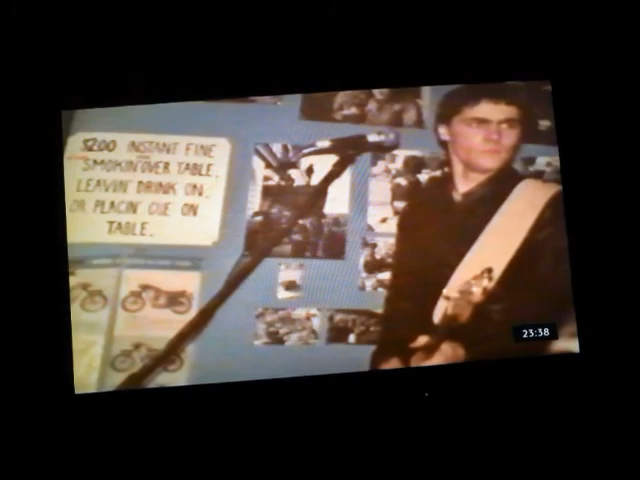 $200 INSTANT FINE
SMOKIN' OVER TABLE,
LEAVIN' DRINK ON,
OR PLACIN' CUE ON
TABLE.
23:38